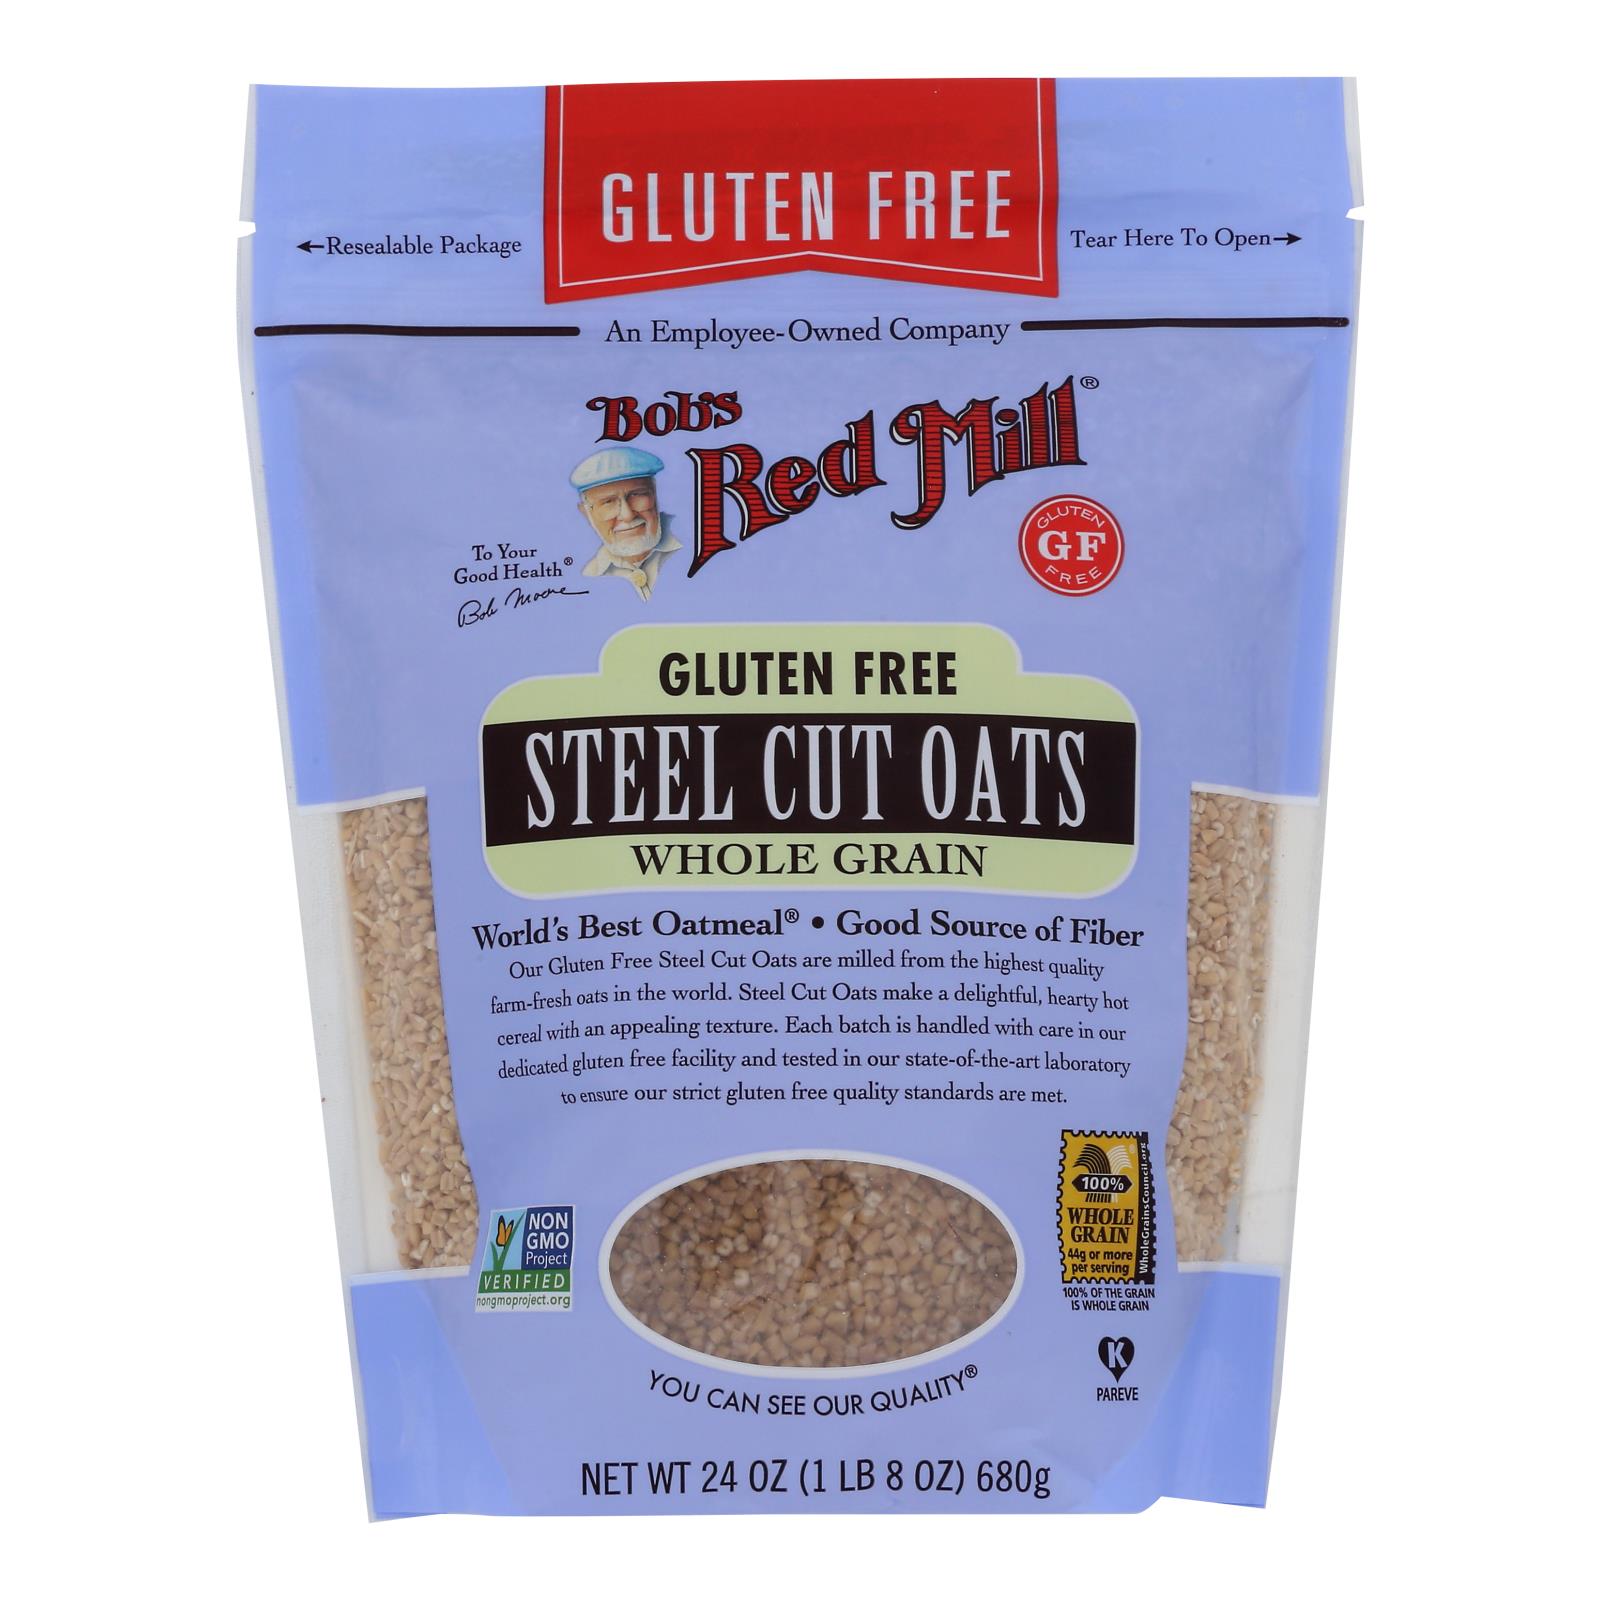 GLUTEN FREE
←Resealable Package
Tear Here To Open→
An Employee-Owned Company
Bob's
Red Mill®
To Your
Good Health®
Bob Moore
GLUTEN
GF
FREE
GLUTEN FREE
STEEL CUT OATS
WHOLE GRAIN
World's Best Oatmeal® • Good Source of Fiber
Our Gluten Free Steel Cut Oats are milled from the highest quality
farm-fresh oats in the world. Steel Cut Oats make a delightful, hearty hot
cereal with an appealing texture. Each batch is handled with care in our
dedicated gluten free facility and tested in our state-of-the-art laboratory
to ensure our strict gluten free quality standards are met.
NON
GMO
Project
VERIFIED
nongmoproject.org
100%
WHOLE
GRAIN
44g or more
per serving
WholeGrainsCouncil.org
100% OF THE GRAIN
IS WHOLE GRAIN
K
PAREVE
YOU CAN SEE OUR QUALITY®
NET WT 24 OZ (1 LB 8 OZ) 680g